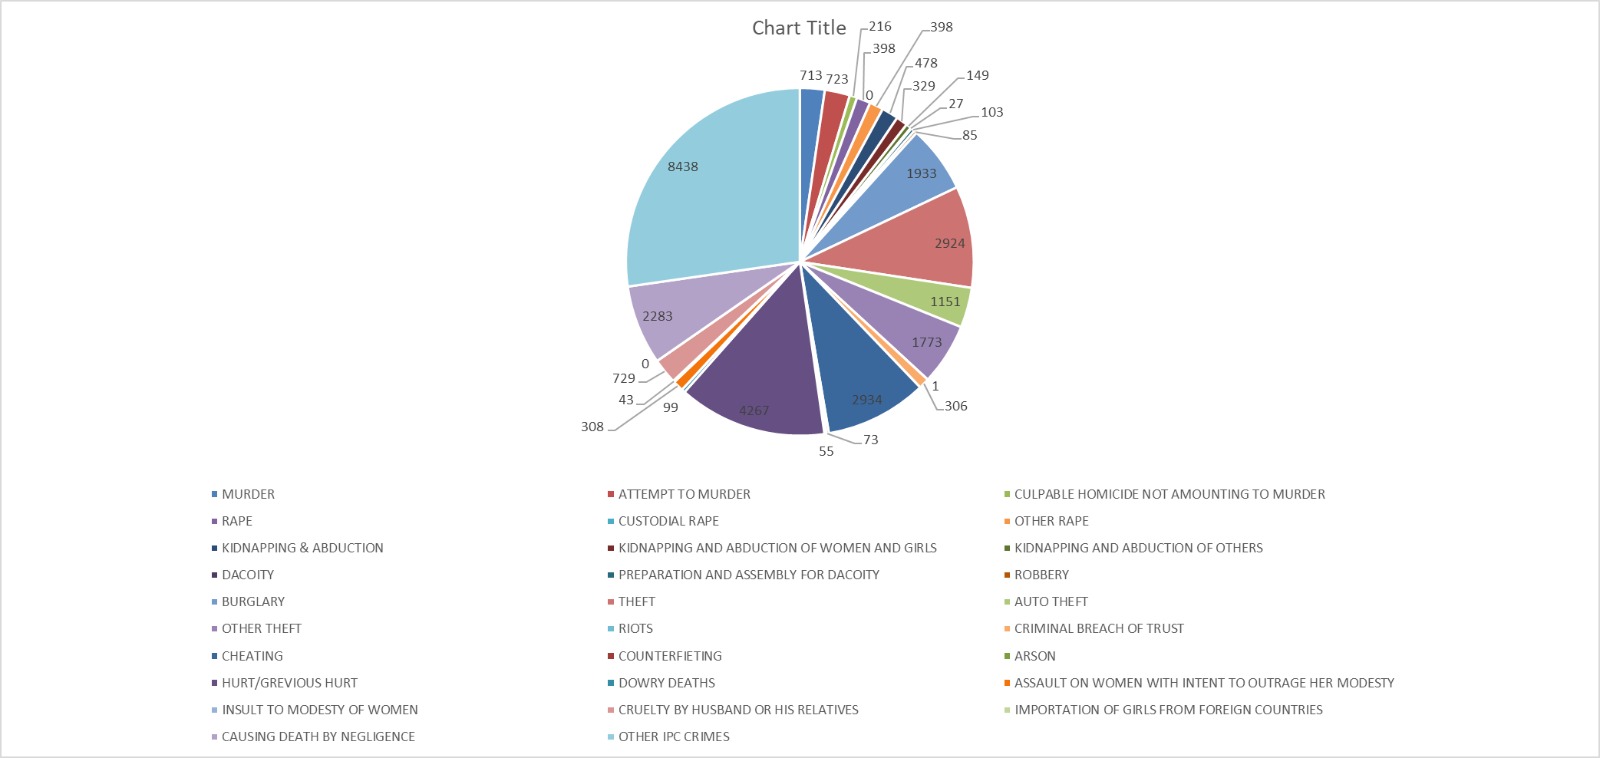 Chart Title
713
723
216
398
0
398
478
329
149
27
103
85
1933
2924
1151
1773
1
306
2934
73
55
4267
99
308
43
729
0
2283
8438
MURDER
ATTEMPT TO MURDER
CULPABLE HOMICIDE NOT AMOUNTING TO MURDER
RAPE
CUSTODIAL RAPE
OTHER RAPE
KIDNAPPING & ABDUCTION
KIDNAPPING AND ABDUCTION OF WOMEN AND GIRLS
KIDNAPPING AND ABDUCTION OF OTHERS
DACOITY
PREPARATION AND ASSEMBLY FOR DACOITY
ROBBERY
BURGLARY
THEFT
AUTO THEFT
OTHER THEFT
RIOTS
CRIMINAL BREACH OF TRUST
CHEATING
COUNTERFIETING
ARSON
HURT/GREVIOUS HURT
DOWRY DEATHS
ASSAULT ON WOMEN WITH INTENT TO OUTRAGE HER MODESTY
INSULT TO MODESTY OF WOMEN
CRUELTY BY HUSBAND OR HIS RELATIVES
IMPORTATION OF GIRLS FROM FOREIGN COUNTRIES
CAUSING DEATH BY NEGLIGENCE
OTHER IPC CRIMES